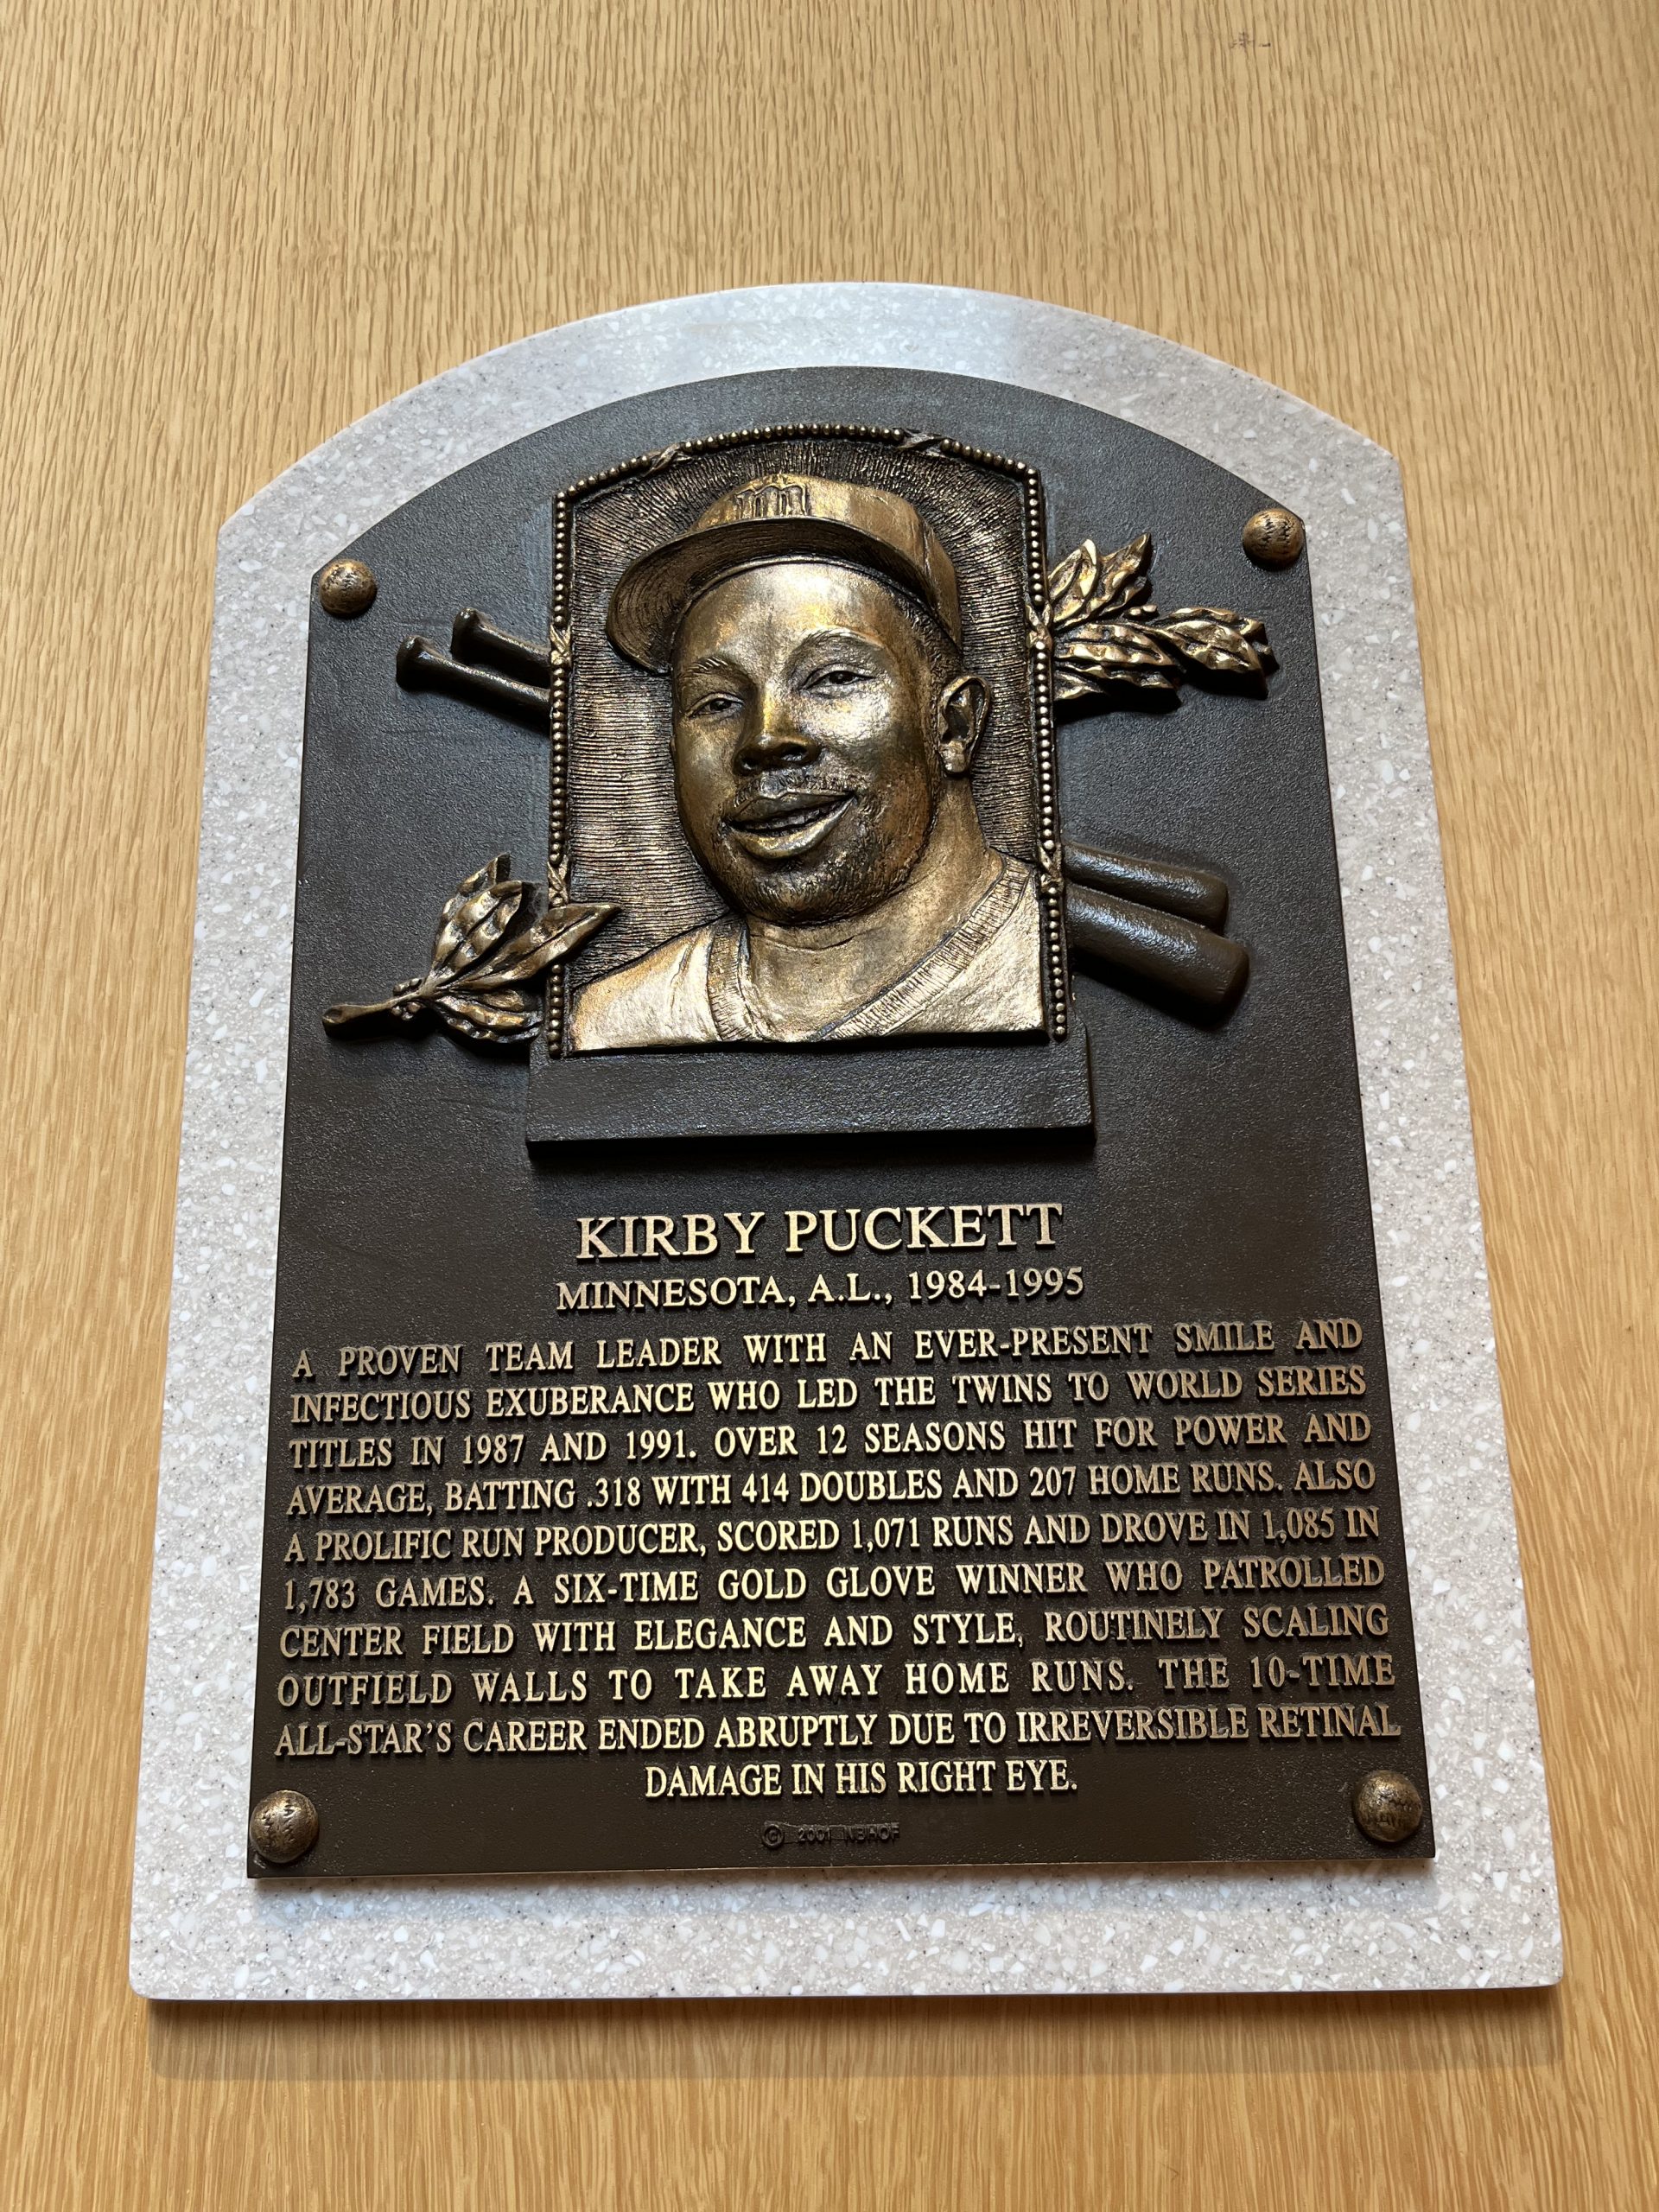 m
KIRBY PUCKETT
MINNESOTA, A.L., 1984-1995
A PROVEN TEAM LEADER WITH AN EVER-PRESENT SMILE AND
INFECTIOUS EXUBERANCE WHO LED THE TWINS TO WORLD SERIES
TITLES IN 1987 AND 1991. OVER 12 SEASONS HIT FOR POWER AND
AVERAGE, BATTING .318 WITH 414 DOUBLES AND 207 HOME RUNS. ALSO
A PROLIFIC RUN PRODUCER, SCORED 1,071 RUNS AND DROVE IN 1,085 IN
1,783 GAMES. A SIX-TIME GOLD GLOVE WINNER WHO PATROLLED
CENTER FIELD WITH ELEGANCE AND STYLE, ROUTINELY SCALING
OUTFIELD WALLS TO TAKE AWAY HOME RUNS. THE 10-TIME
ALL-STAR'S CAREER ENDED ABRUPTLY DUE TO IRREVERSIBLE RETINAL
DAMAGE IN HIS RIGHT EYE.
© 2001 NBHOF